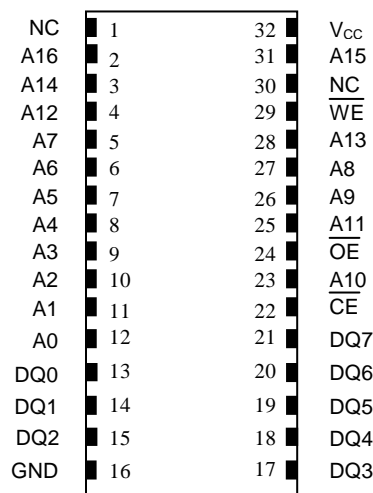 NC 1 32 VCC
A16 2 31 A15
A14 3 30 NC
A12 4 29 WE
A7 5 28 A13
A6 6 27 A8
A5 7 26 A9
A4 8 25 A11
A3 9 24 OE
A2 10 23 A10
A1 11 22 CE
A0 12 21 DQ7
DQ0 13 20 DQ6
DQ1 14 19 DQ5
DQ2 15 18 DQ4
GND 16 17 DQ3